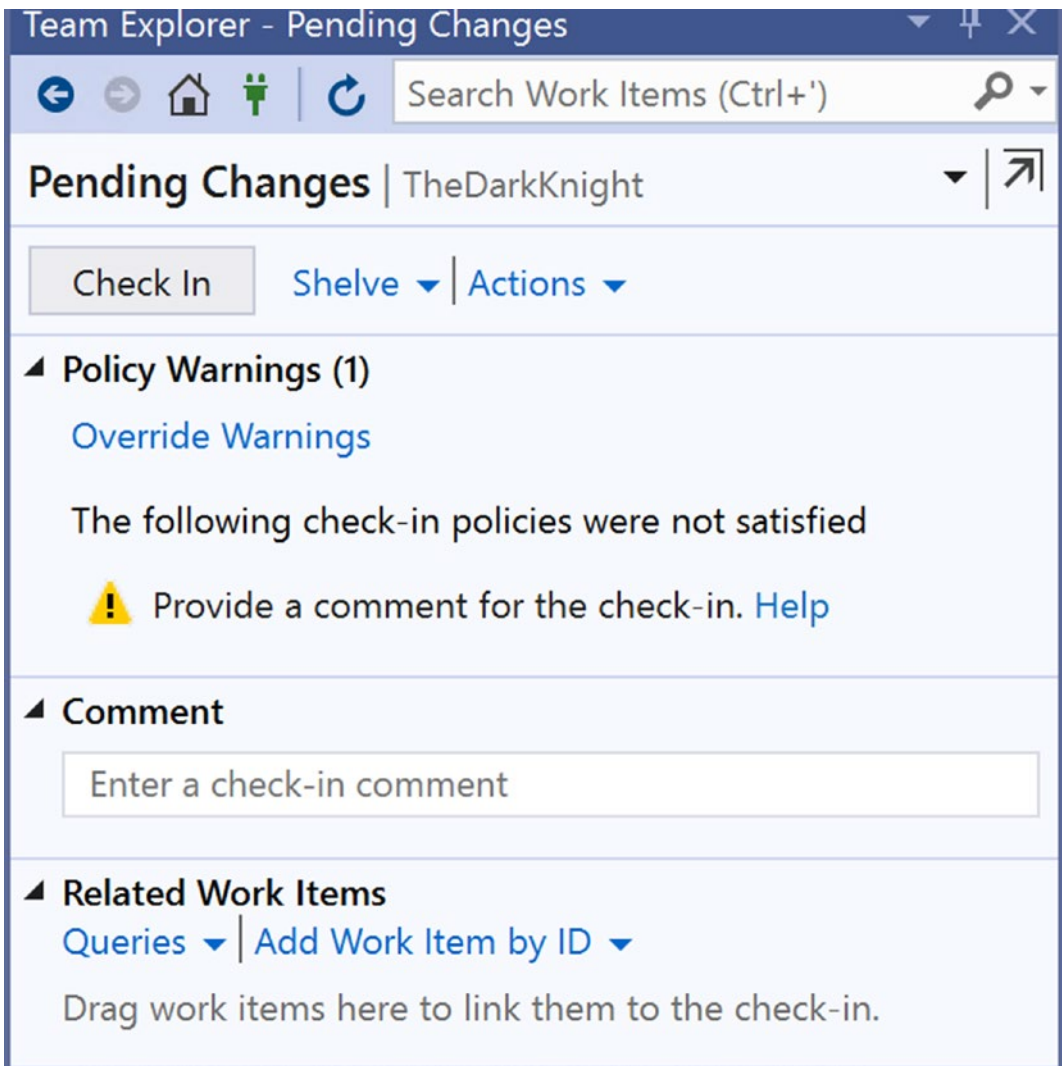 Team Explorer - Pending Changes
Search Work Items (Ctrl+')
Pending Changes | TheDarkKnight
Check In Shelve | Actions
Policy Warnings (1)
Override Warnings
The following check-in policies were not satisfied
Provide a comment for the check-in. Help
Comment
Enter a check-in comment
Related Work Items
Queries | Add Work Item by ID
Drag work items here to link them to the check-in.